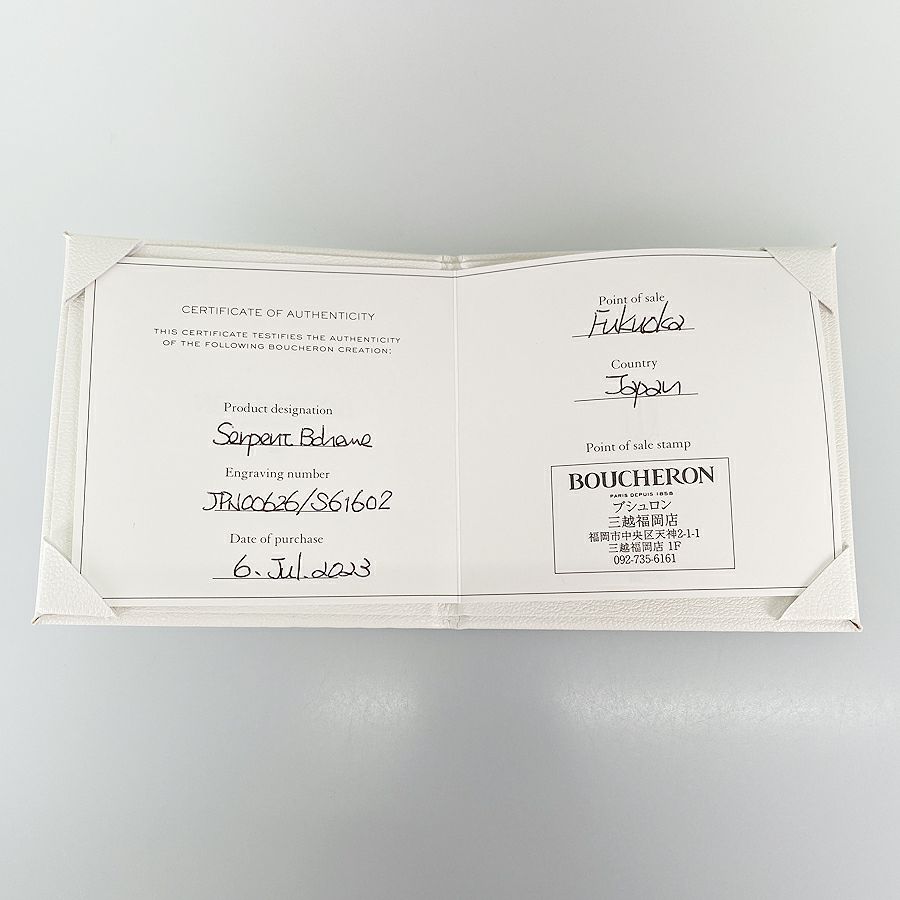 CERTIFICATE OF AUTHENTICITY
THIS CERTIFICATE TESTIFIES THE AUTHENTICITY
OF THE FOLLOWING BOUCHERON CREATION:
Product designation
Serpent Boheme
Engraving number
JPN00626/S61602
Date of purchase
6. Jul. 2023
Point of sale
Fukuoka
Country
Japan
Point of sale stamp
BOUCHERON
PARIS DEPUIS 1858
ブシュロン
三越福岡店
福岡市中央区天神2-1-1
三越福岡店 1F
092-735-6161